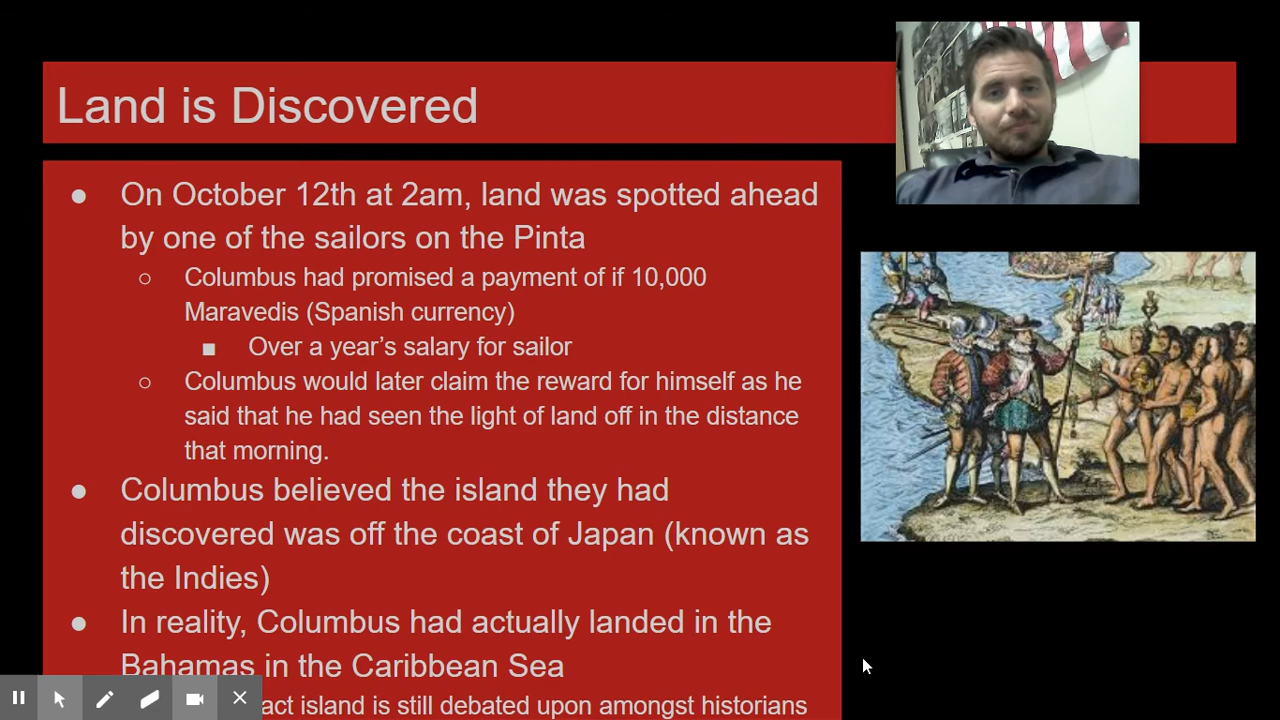 Land is Discovered
On October 12th at 2am, land was spotted ahead
by one of the sailors on the Pinta
Columbus had promised a payment of if 10,000
Maravedis (Spanish currency)
Over a year's salary for sailor
Columbus would later claim the reward for himself as he
said that he had seen the light of land off in the distance
that morning.
Columbus believed the island they had
discovered was off the coast of Japan (known as
the Indies)
In reality, Columbus had actually landed in the
Bahamas in the Caribbean Sea
island is still debated upon amongst historians